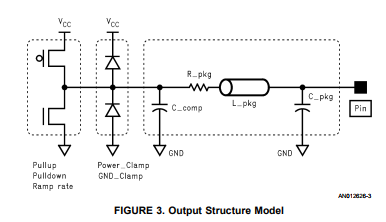 VCC
VCC
R_pkg
L_pkg
C_comp
C_pkg
Pin
GND
GND
Pullup
Pulldown
Ramp rate
Power_Clamp
GND_Clamp
AN012626-3
FIGURE 3. Output Structure Model